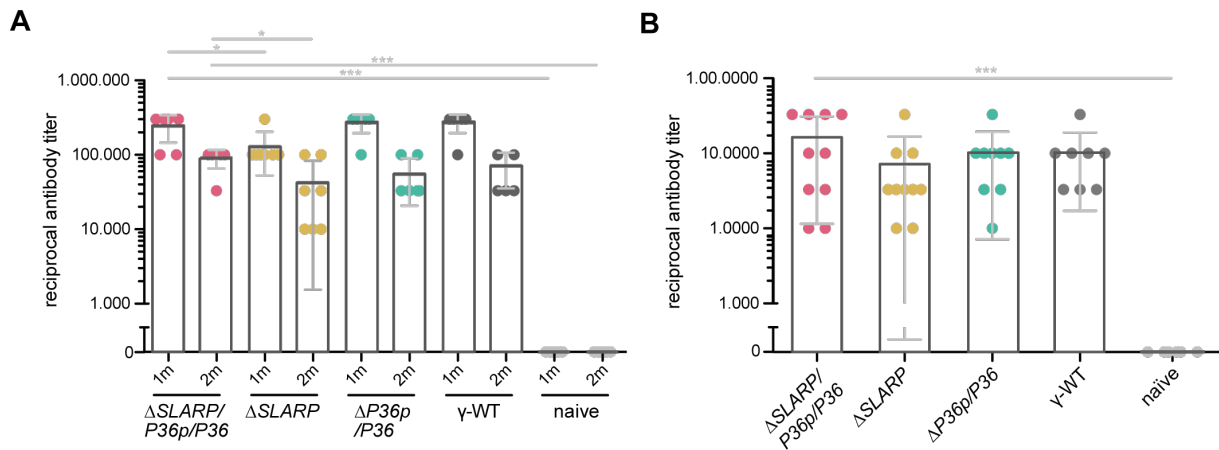 A
*
*
***
***
reciprocal antibody titer
1.000.000
100.000
10.000
1.000
0
1m 2m 1m 2m 1m 2m 1m 2m 1m 2m
ΔSLARP/ ΔSLARP ΔP36p γ-WT naive
P36p/P36 /P36
B
***
reciprocal antibody titer
1.00.0000
10.0000
1.0000
1.000
0
ΔSLARP/
P36p/P36
ΔSLARP
ΔP36p/P36
γ-WT
naïve